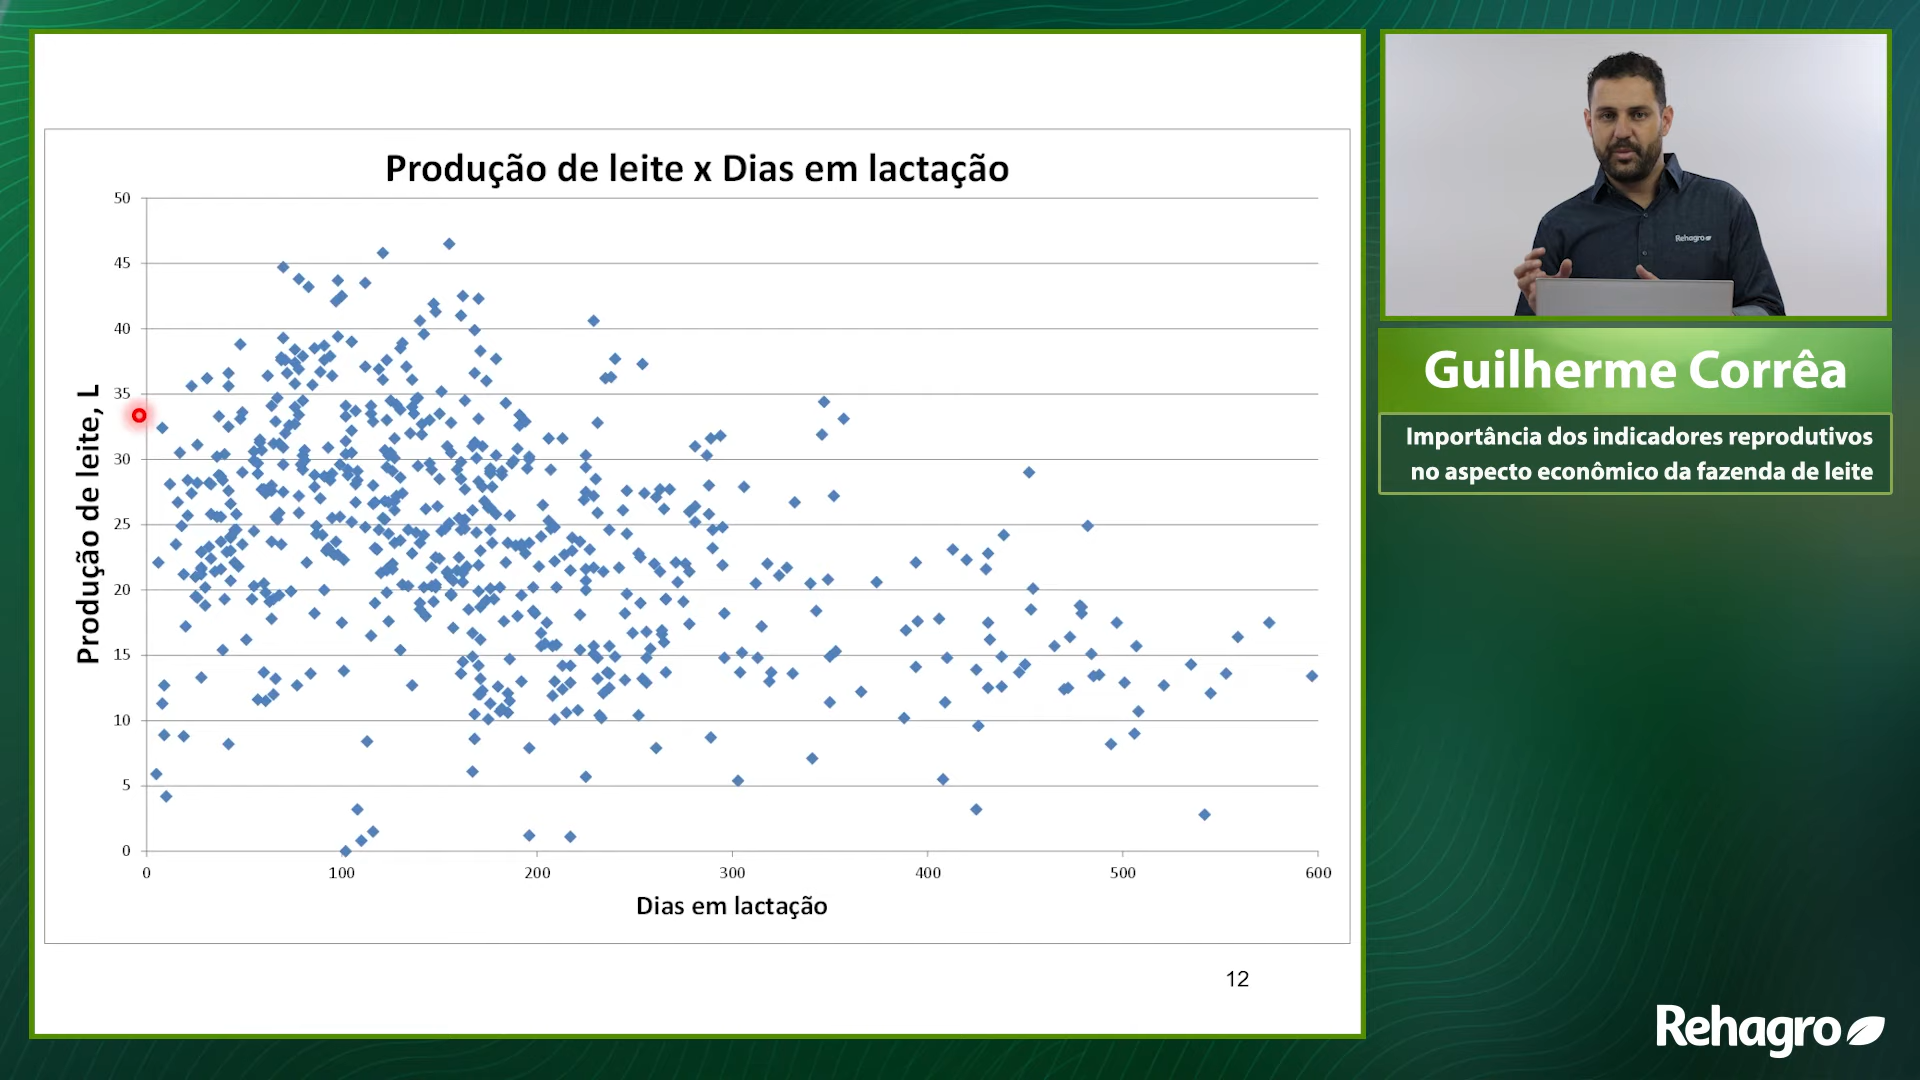 Produção de leite x Dias em lactação
50
45
40
35
30
25
20
15
10
5
0
Produção de leite, L
0 100 200 300 400 500 600
Dias em lactação
12
Rehagro
Guilherme Corrêa
Importância dos indicadores reprodutivos
no aspecto econômico da fazenda de leite
Rehagro